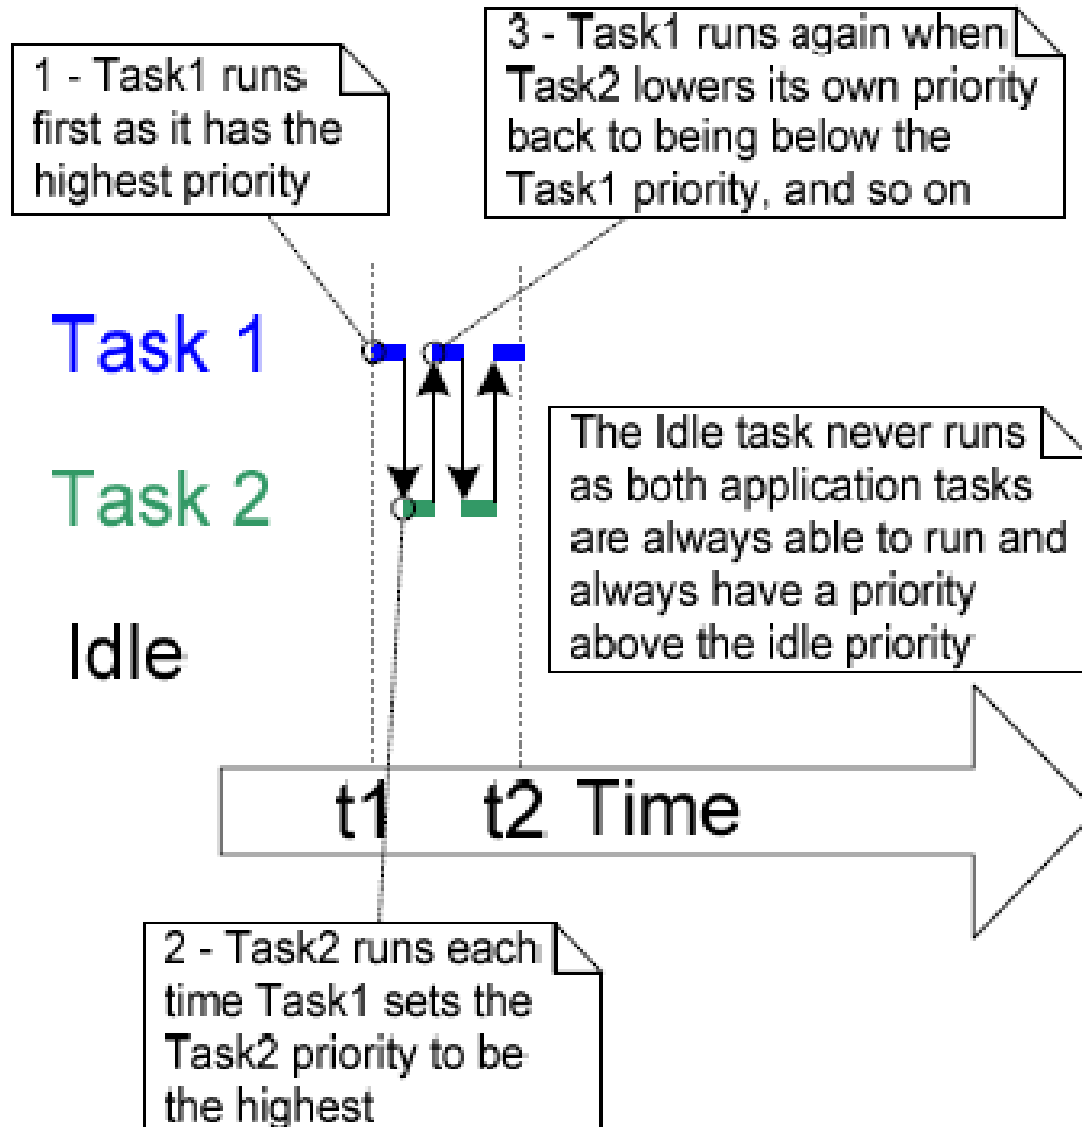 1 - Task1 runs
first as it has the
highest priority
3 - Task1 runs again when
Task2 lowers its own priority
back to being below the
Task1 priority, and so on
Task 1
Task 2
The Idle task never runs
as both application tasks
are always able to run and
always have a priority
above the idle priority
Idle
t1 t2 Time
2 - Task2 runs each
time Task1 sets the
Task2 priority to be
the highest